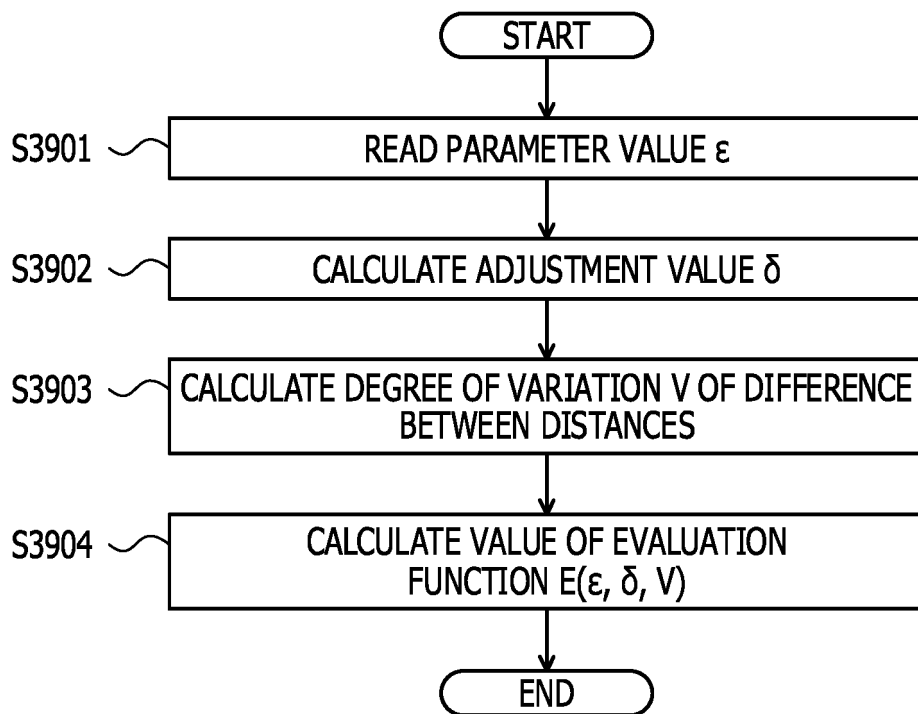 START
S3901
READ PARAMETER VALUE ε
S3902
CALCULATE ADJUSTMENT VALUE δ
S3903
CALCULATE DEGREE OF VARIATION V OF DIFFERENCE
BETWEEN DISTANCES
S3904
CALCULATE VALUE OF EVALUATION
FUNCTION E(ε, δ, V)
END